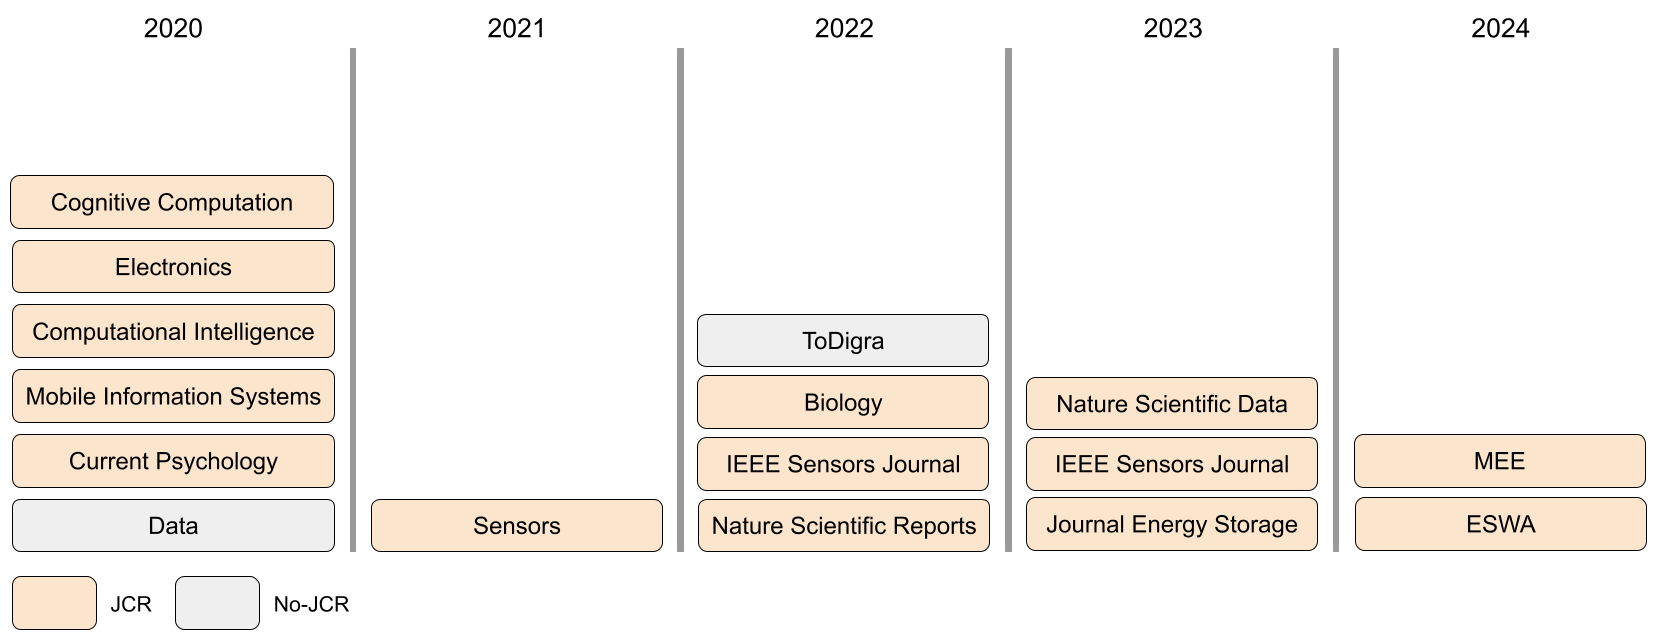 2020
2021
2022
2023
2024
Cognitive Computation
Electronics
Computational Intelligence
Mobile Information Systems
Current Psychology
Data
Sensors
ToDigra
Biology
IEEE Sensors Journal
Nature Scientific Reports
Nature Scientific Data
IEEE Sensors Journal
Journal Energy Storage
MEE
ESWA
JCR
No-JCR